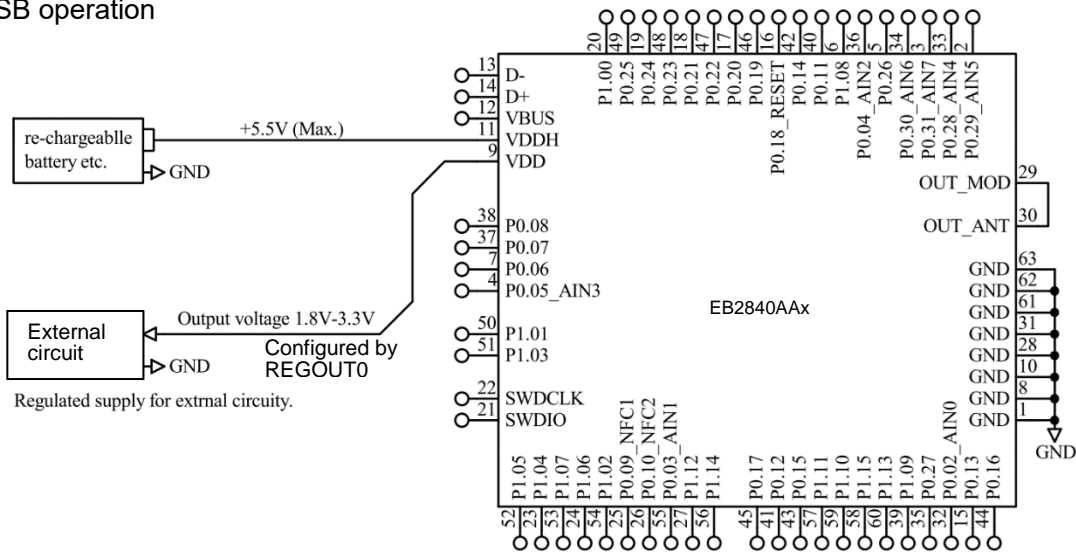 SB operation
20 P1.00
49 P0.25
19 P0.24
48 P0.23
18 P0.21
47 P0.22
17 P0.20
46 P0.19
16 P0.18_RESET
42 P0.14
40 P0.11
6 P1.08
36 P0.04_AIN2
5 P0.26
34 P0.30_AIN6
3 P0.31_AIN7
33 P0.28_AIN4
2 P0.29_AIN5
13 D-
14 D+
12 VBUS
11 VDDH
9 VDD
re-chargeablle
battery etc.
+5.5V (Max.)
GND
38 P0.08
37 P0.07
7 P0.06
4 P0.05_AIN3
50 P1.01
51 P1.03
22 SWDCLK
21 SWDIO
External
circuit
Output voltage 1.8V-3.3V
Configured by
REGOUT0
GND
Regulated supply for extrnal circuity.
EB2840AAx
OUT_MOD 29
OUT_ANT 30
GND 63
GND 62
GND 61
GND 31
GND 28
GND 10
GND 8
GND 1
GND
P1.05 52
P1.04 23
P1.07 53
P1.06 24
P1.02 54
P0.09_NFC1 25
P0.10_NFC2 26
P0.03_AIN1 55
P1.12 27
P1.14 56
P0.17 45
P0.12 41
P0.15 43
P1.11 57
P1.10 59
P1.15 58
P1.13 60
P1.09 39
P0.27 35
P0.02_AIN0 32
P0.13 15
P0.16 44